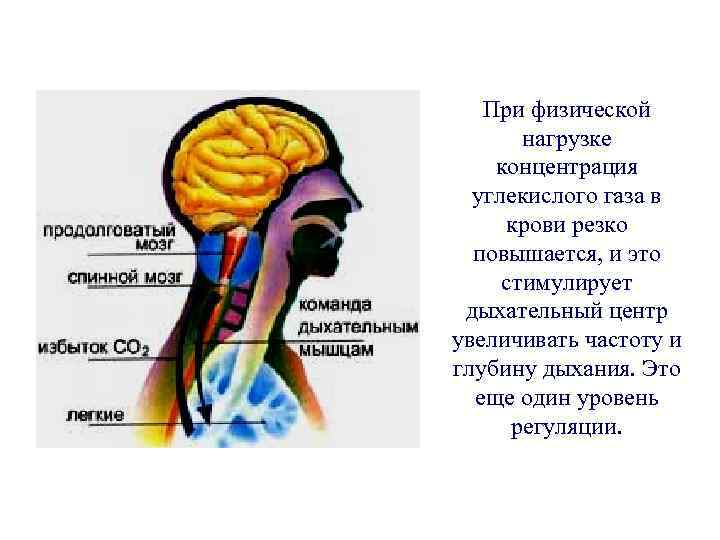 продолговатый
мозг
спинной мозг
избыток CO2
легкие
команда
дыхательным
мышцам
При физической
нагрузке
концентрация
углекислого газа в
крови резко
повышается, и это
стимулирует
дыхательный центр
увеличивать частоту и
глубину дыхания. Это
еще один уровень
регуляции.